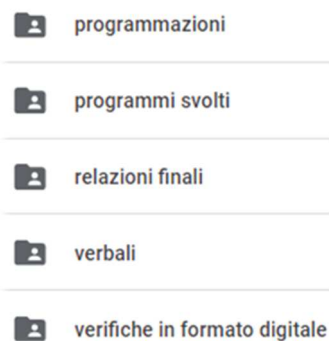 programmazioni
programmi svolti
relazioni finali
verbali
verifiche in formato digitale